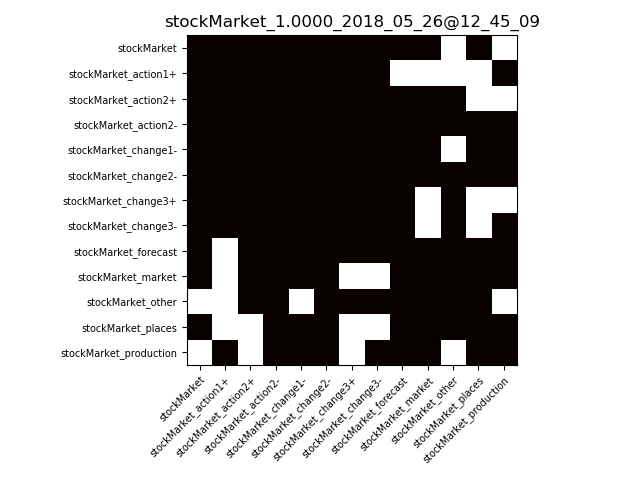 stockMarket_1.0000_2018_05_26@12_45_09
stockMarket
stockMarket_action1+
stockMarket_action2+
stockMarket_action2-
stockMarket_change1-
stockMarket_change2-
stockMarket_change3+
stockMarket_change3-
stockMarket_forecast
stockMarket_market
stockMarket_other
stockMarket_places
stockMarket_production
stockMarket
stockMarket_action1+
stockMarket_action2+
stockMarket_action2-
stockMarket_change1-
stockMarket_change2-
stockMarket_change3+
stockMarket_change3-
stockMarket_forecast
stockMarket_market
stockMarket_other
stockMarket_places
stockMarket_production